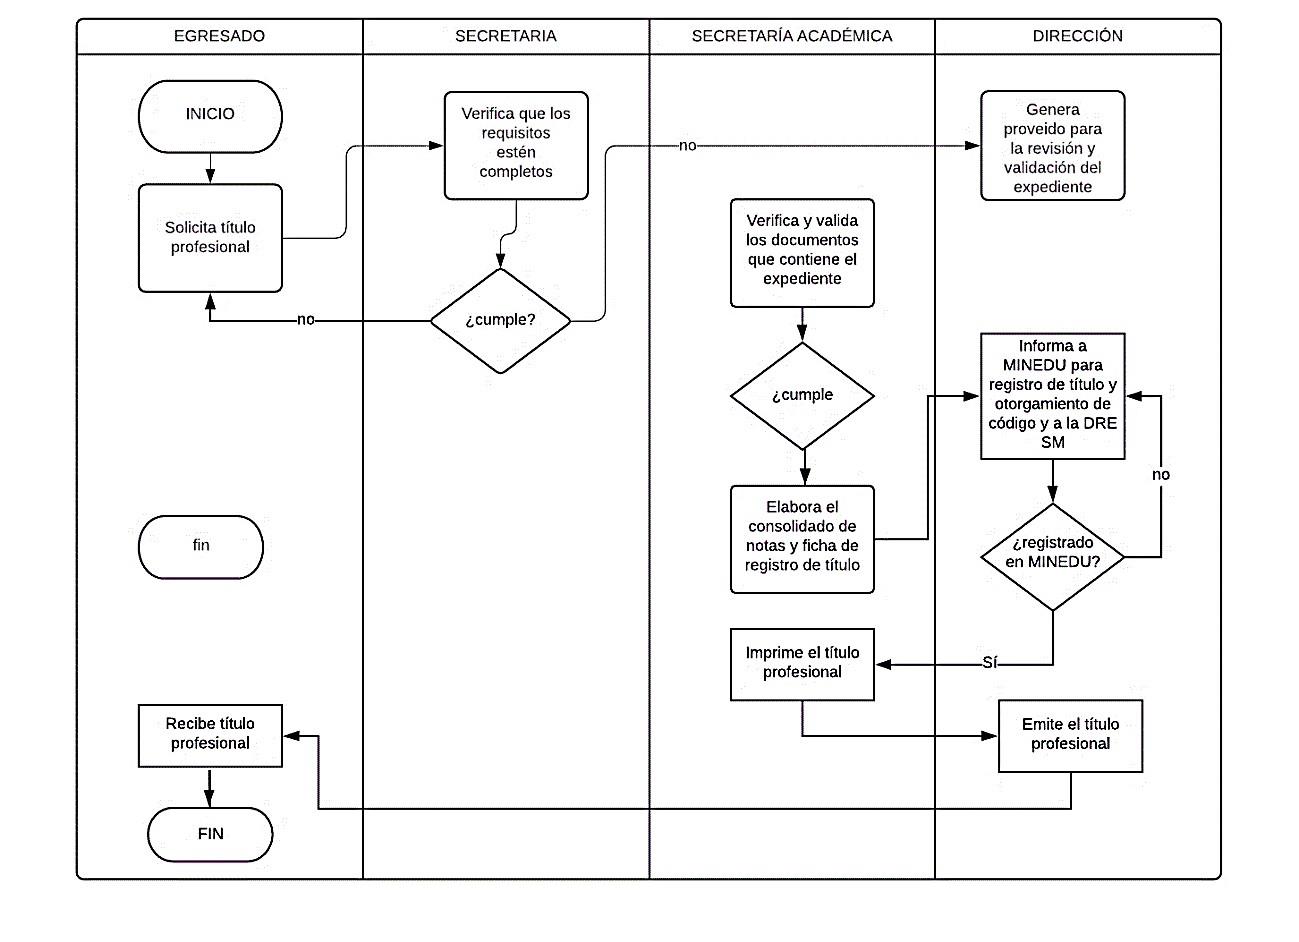 EGRESADO
SECRETARIA
SECRETARÍA ACADÉMICA
DIRECCIÓN
INICIO
Solicita título
profesional
Verifica que los
requisitos
estén
completos
¿cumple?
no
no
Genera
proveido para
la revisión y
validación del
expediente
Verifica y valida
los documentos
que contiene el
expediente
¿cumple
Elabora el
consolidado de
notas y ficha de
registro de título
Informa a
MINEDU para
registro de título y
otorgamiento de
código y a la DRE
SM
no
¿registrado
en MINEDU?
Sí
Imprime el título
profesional
Emite el título
profesional
fin
Recibe título
profesional
FIN